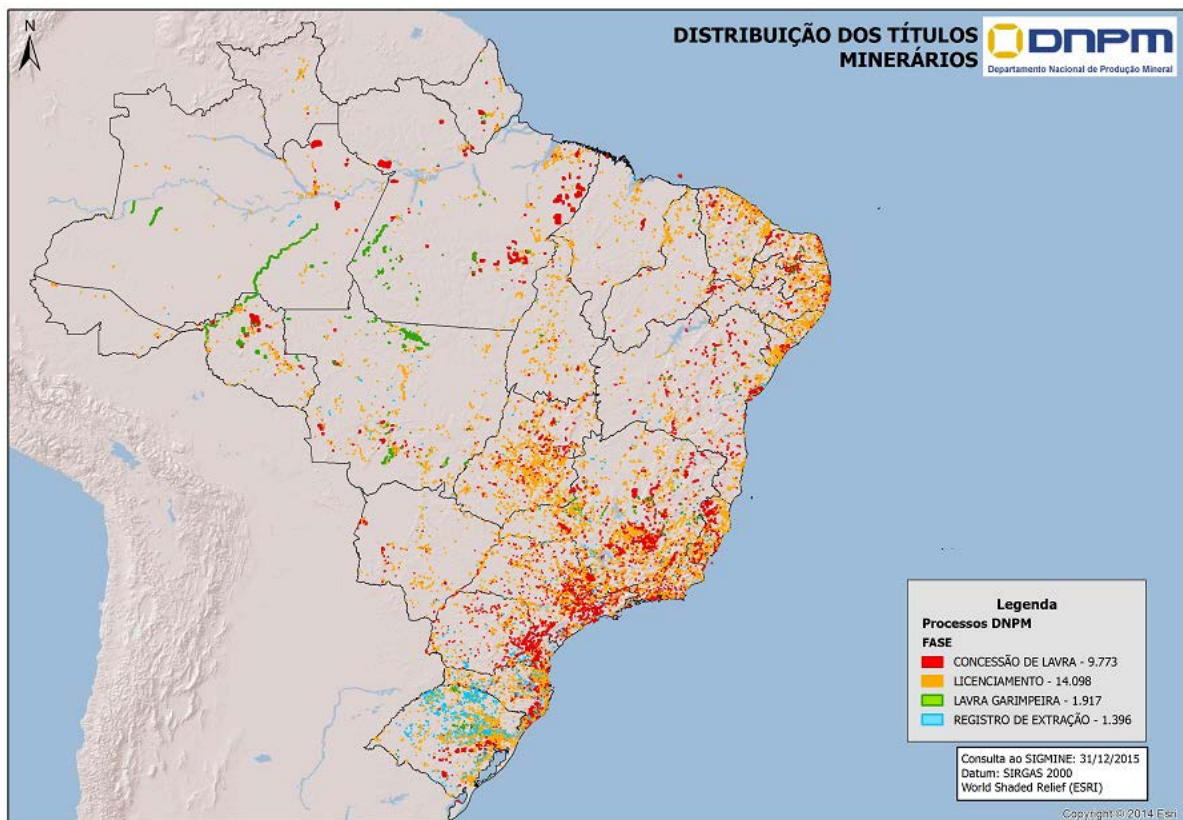 N
DISTRIBUIÇÃO DOS TÍTULOS
MINERÁRIOS
DNPM
Departamento Nacional de Produção Mineral
Legenda
Processos DNPM
FASE
CONCESSÃO DE LAVRA - 9.773
LICENCIAMENTO - 14.098
LAVRA GARIMPEIRA - 1.917
REGISTRO DE EXTRAÇÃO - 1.396
Consulta ao SIGMINE: 31/12/2015
Datum: SIRGAS 2000
World Shaded Relief (ESRI)
Copyright © 2014 Esri